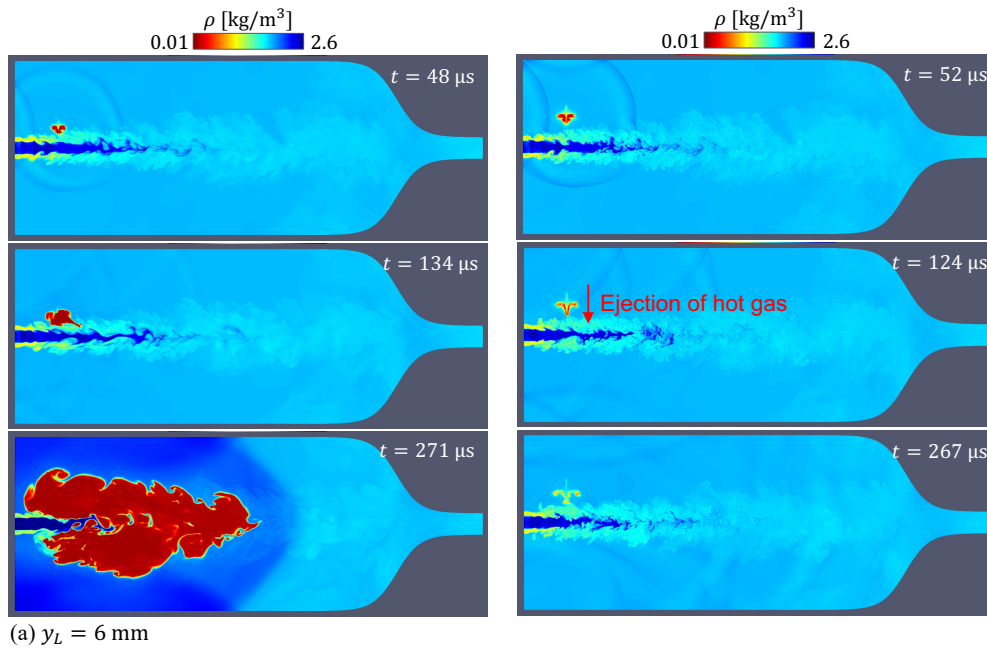 ρ [kg/m³]
0.01 2.6
t = 48 μs
t = 134 μs
t = 271 μs
(a) y_L = 6 mm
ρ [kg/m³]
0.01 2.6
t = 52 μs
t = 124 μs
Ejection of hot gas
t = 267 μs